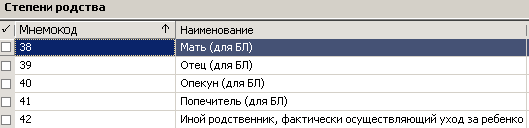 Степени родства
Мнемокод Наименование
38 Мать (для БЛ)
39 Отец (для БЛ)
40 Опекун (для БЛ)
41 Попечитель (для БЛ)
42 Иной родственник, фактически осуществляющий уход за ребенко